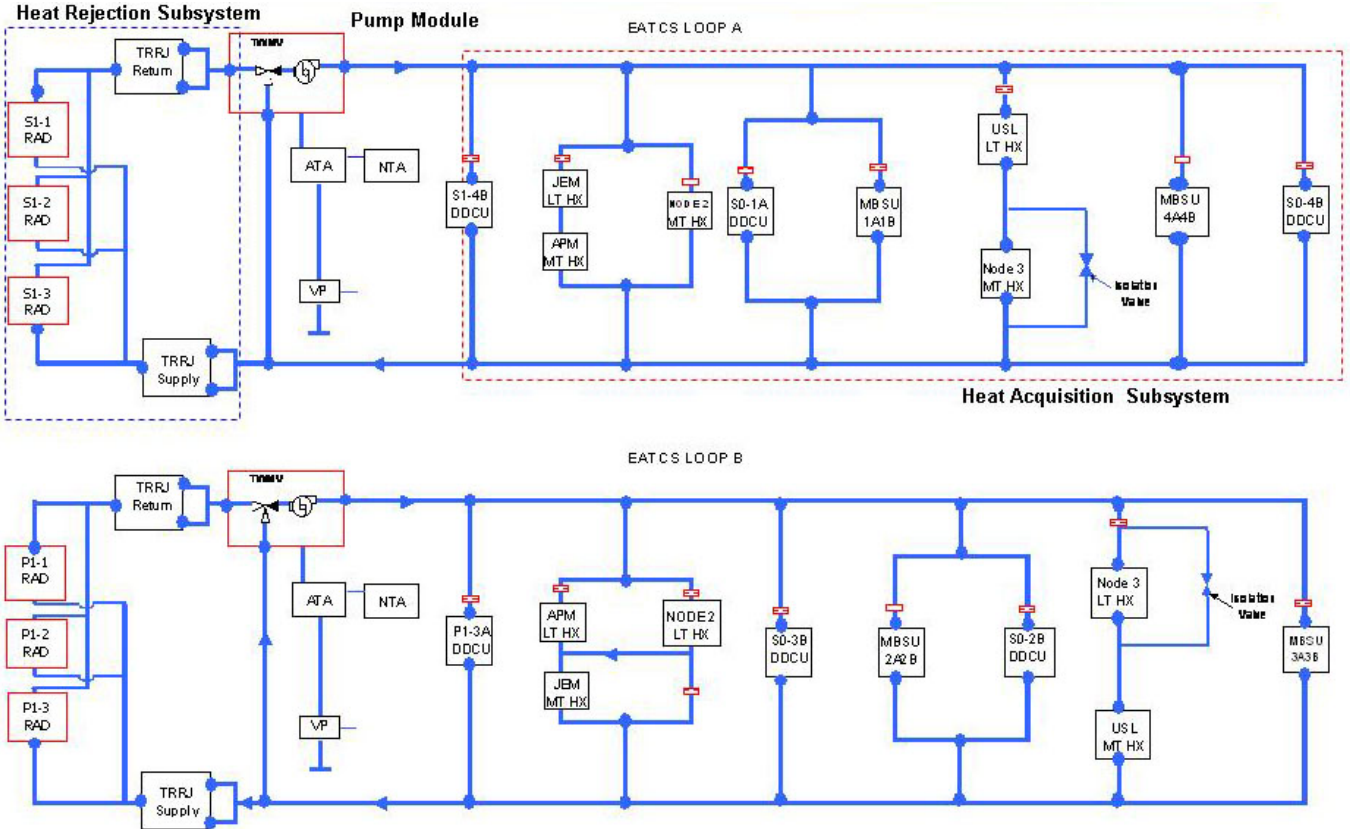 Heat Rejection Subsystem
Pump Module
EATCS LOOP A
TRRJ
Return
S1-1
RAD
S1-2
RAD
S1-3
RAD
TRRJ
Supply
ATA
NTA
VP
S1-4B
DDCU
JEM
LT HX
APM
MT HX
NODE2
MT HX
S0-1A
DDCU
MBSU
1A1B
USL
LT HX
Node 3
MT HX
Isolation
Valve
MBSU
4A4B
S0-4B
DDCU
Heat Acquisition Subsystem
EATCS LOOP B
TRRJ
Return
P1-1
RAD
P1-2
RAD
P1-3
RAD
TRRJ
Supply
ATA
NTA
VP
P1-3A
DDCU
APM
LT HX
JEM
MT HX
NODE2
LT HX
S0-3B
DDCU
MBSU
2A2B
S0-2B
DDCU
Node 3
LT HX
USL
MT HX
Isolation
Valve
MBSU
3A3B